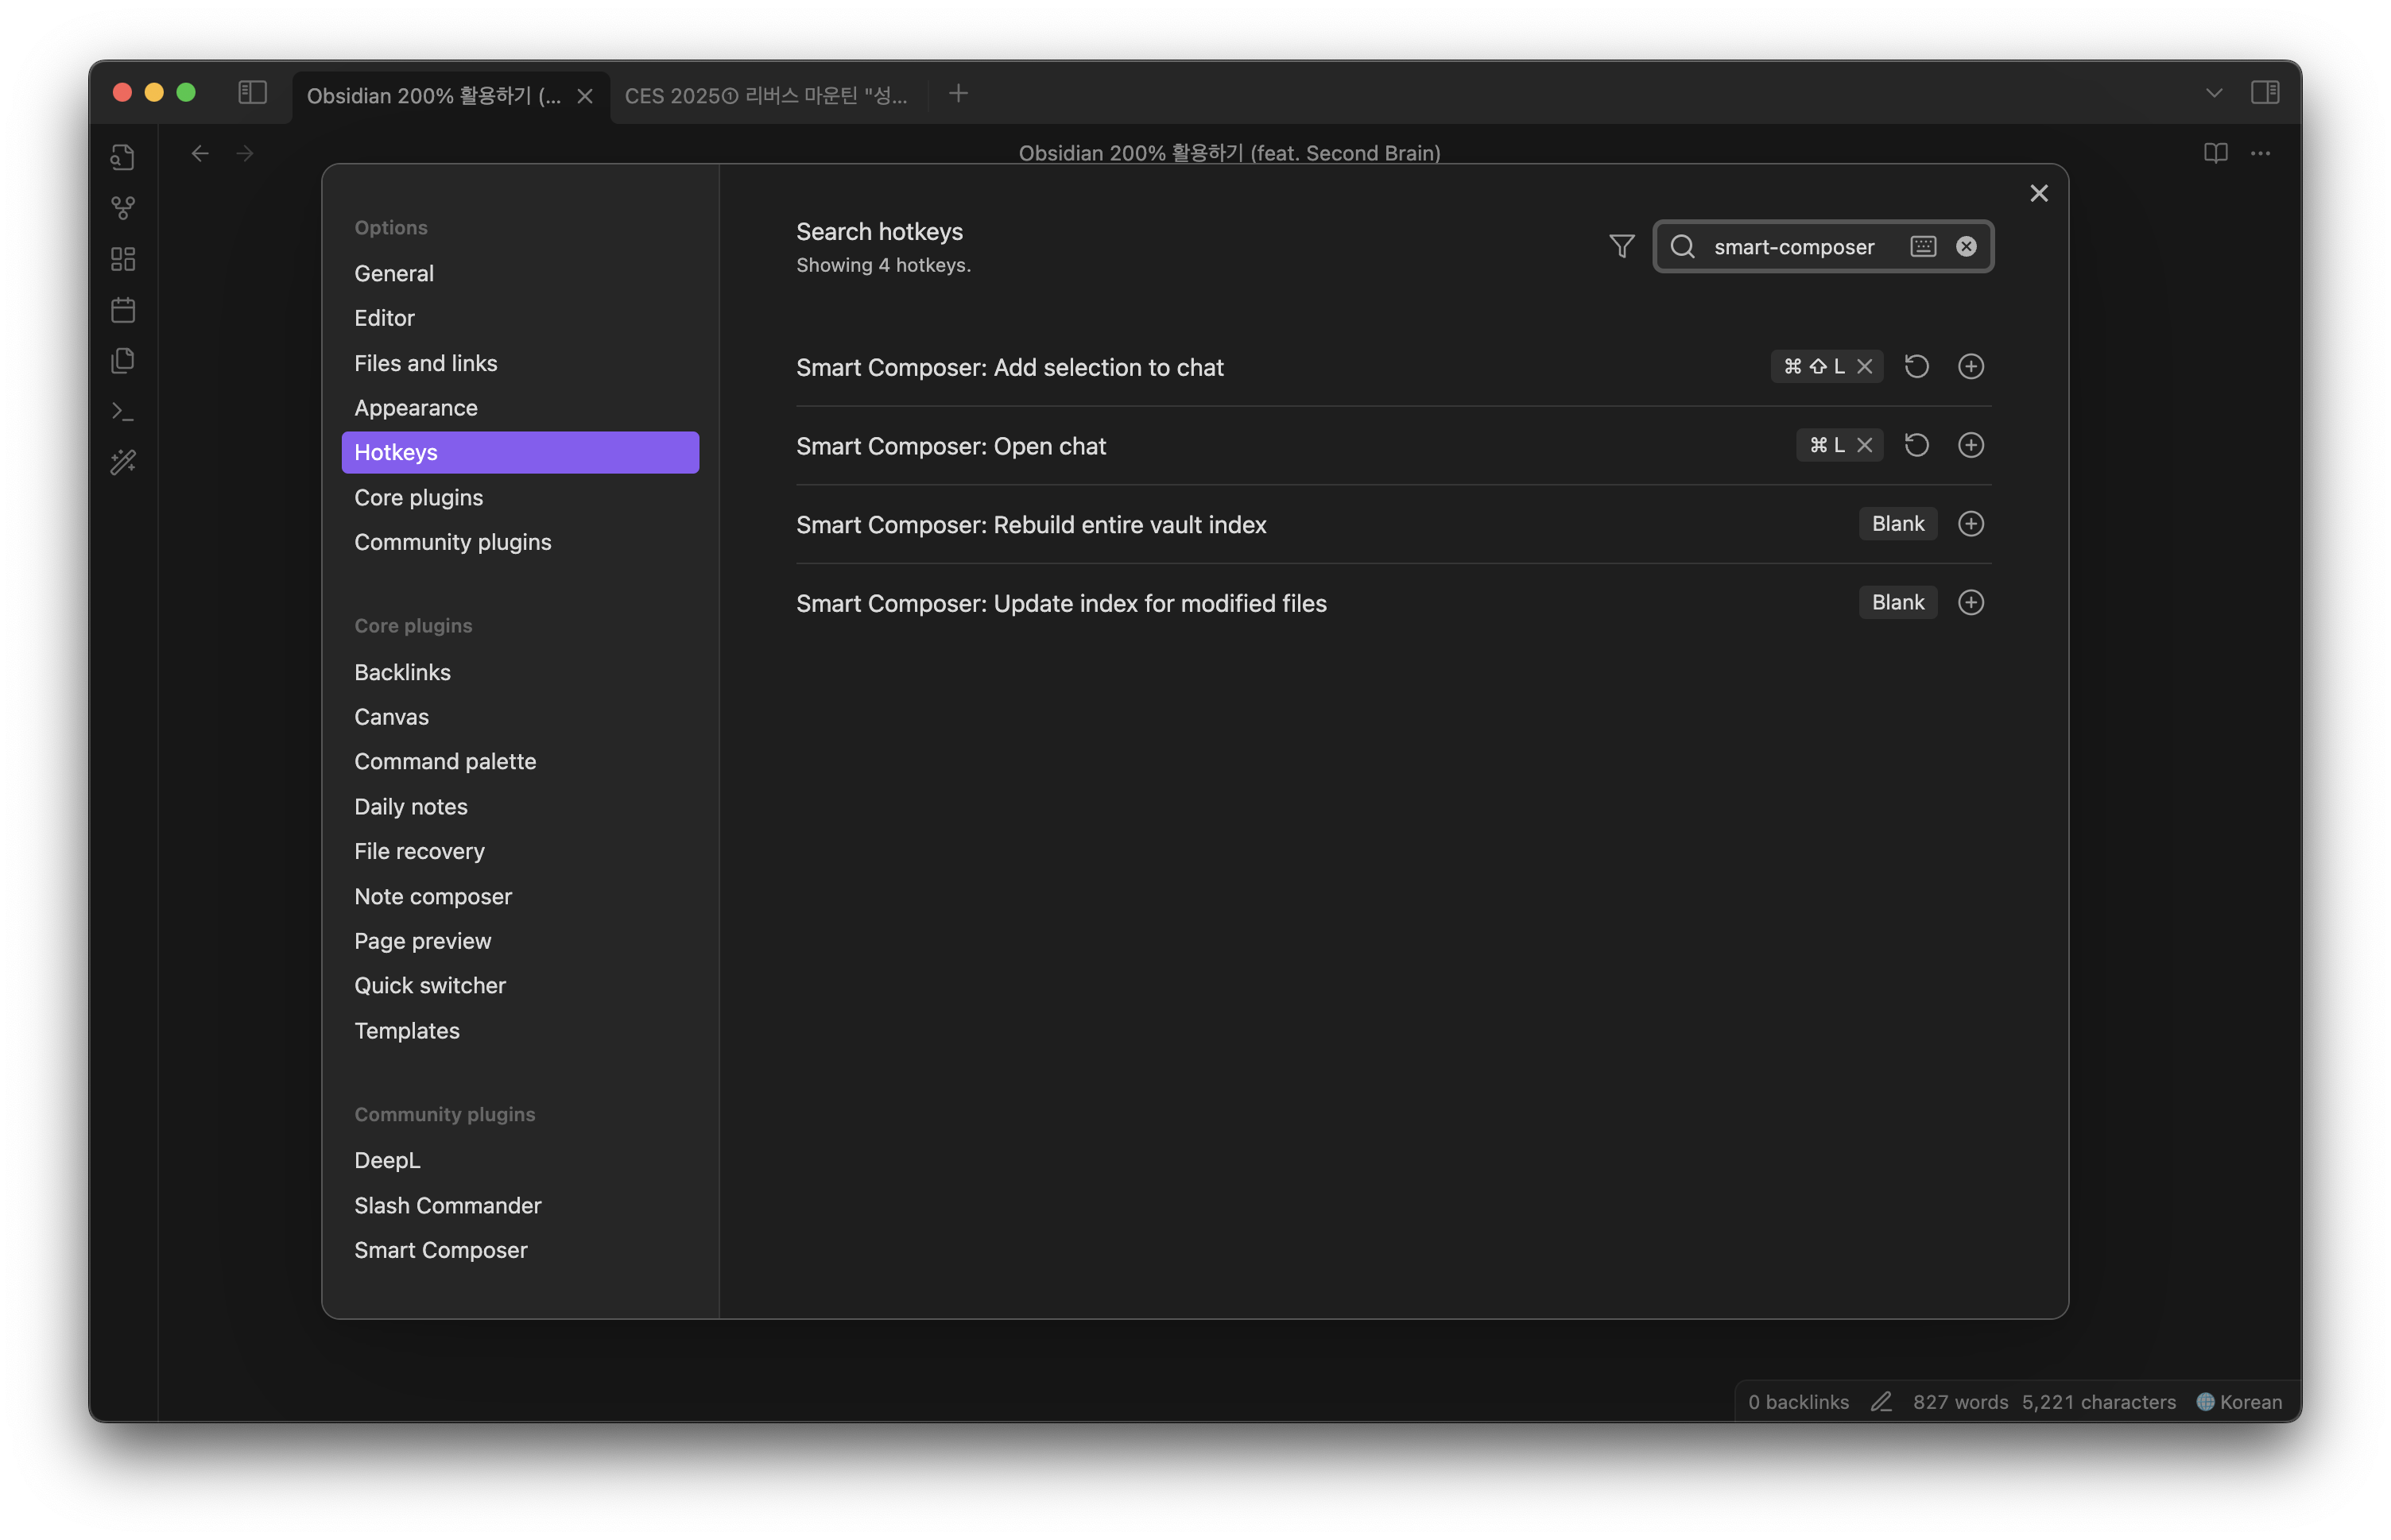 Obsidian 200% 활용하기 (...
CES 2025① 리버스 마운틴 "성...
Obsidian 200% 활용하기 (feat. Second Brain)
Options
General
Editor
Files and links
Appearance
Hotkeys
Core plugins
Community plugins
Core plugins
Backlinks
Canvas
Command palette
Daily notes
File recovery
Note composer
Page preview
Quick switcher
Templates
Community plugins
DeepL
Slash Commander
Smart Composer
Search hotkeys
Showing 4 hotkeys.
smart-composer
Smart Composer: Add selection to chat ⌘ ⇧ L
Smart Composer: Open chat ⌘ L
Smart Composer: Rebuild entire vault index Blank
Smart Composer: Update index for modified files Blank
0 backlinks 827 words 5,221 characters Korean